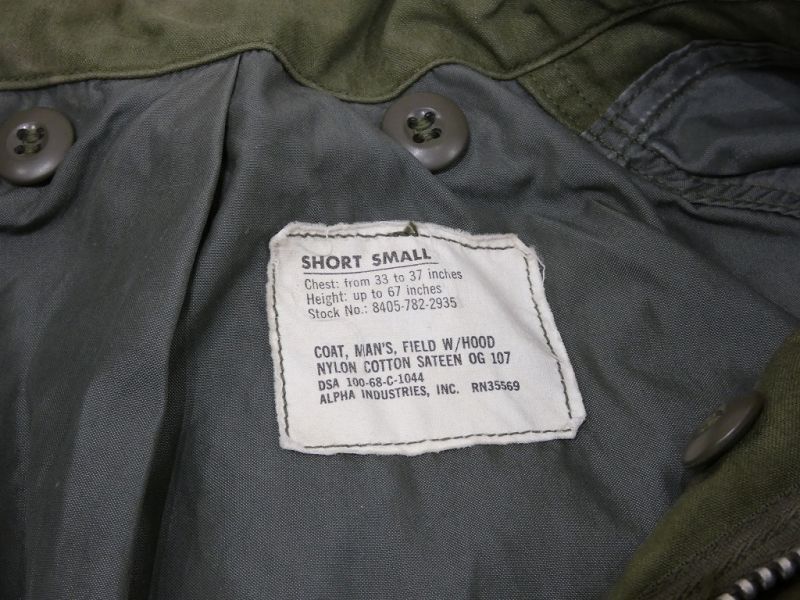 SHORT SMALL
Chest: from 33 to 37 inches
Height: up to 67 inches
Stock No.: 8405-782-2935
COAT, MAN'S, FIELD W/HOOD
NYLON COTTON SATEEN OG 107
DSA 100-68-C-1044
ALPHA INDUSTRIES, INC. RN35569